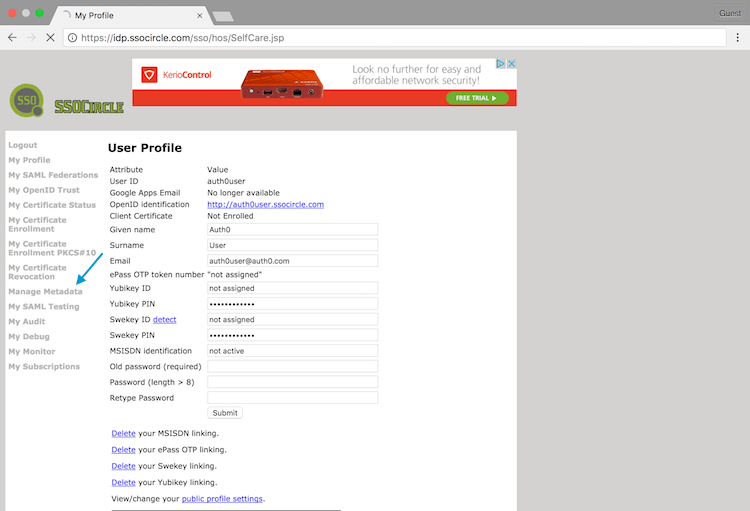 My Profile
Guest
https://idp.ssocircle.com/sso/hos/SelfCare.jsp
SSO
SSOCIRCLE
KerioControl
Look no further for easy and
affordable network security!
FREE TRIAL
Logout
My Profile
My SAML Federations
My OpenID Trust
My Certificate Status
My Certificate
Enrollment
My Certificate
Enrollment PKCS#10
My Certificate
Revocation
Manage Metadata
My SAML Testing
My Audit
My Debug
My Monitor
My Subscriptions
User Profile
Attribute Value
User ID auth0user
Google Apps Email No longer available
OpenID identification http://auth0user.ssocircle.com
Client Certificate Not Enrolled
Given name Auth0
Surname User
Email auth0user@auth0.com
ePass OTP token number "not assigned"
Yubikey ID not assigned
Yubikey PIN ••••••••••••
Swekey ID detect not assigned
Swekey PIN ••••••••••••
MSISDN identification not active
Old password (required)
Password (length > 8)
Retype Password
Submit
Delete your MSISDN linking.
Delete your ePass OTP linking.
Delete your Swekey linking.
Delete your Yubikey linking.
View/change your public profile settings.